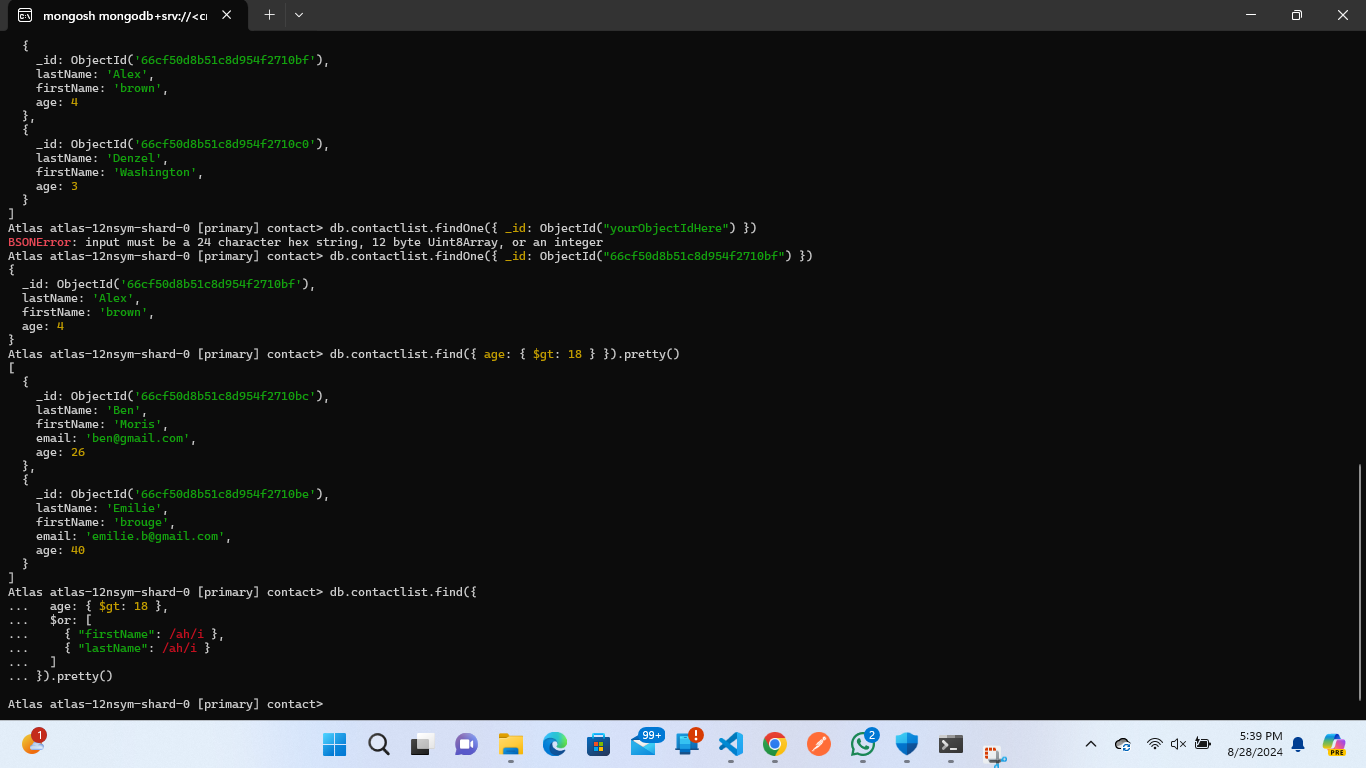 mongosh mongodb+srv://<cr
{
_id: ObjectId('66cf50d8b51c8d954f2710bf'),
lastName: 'Alex',
firstName: 'brown',
age: 4
},
{
_id: ObjectId('66cf50d8b51c8d954f2710c0'),
lastName: 'Denzel',
firstName: 'Washington',
age: 3
}
]
Atlas atlas-12nsym-shard-0 [primary] contact> db.contactlist.findOne({ _id: ObjectId("yourObjectIdHere") })
BSONError: input must be a 24 character hex string, 12 byte Uint8Array, or an integer
Atlas atlas-12nsym-shard-0 [primary] contact> db.contactlist.findOne({ _id: ObjectId("66cf50d8b51c8d954f2710bf") })
{
_id: ObjectId('66cf50d8b51c8d954f2710bf'),
lastName: 'Alex',
firstName: 'brown',
age: 4
}
Atlas atlas-12nsym-shard-0 [primary] contact> db.contactlist.find({ age: { $gt: 18 } }).pretty()
[
{
_id: ObjectId('66cf50d8b51c8d954f2710bc'),
lastName: 'Ben',
firstName: 'Moris',
email: 'ben@gmail.com',
age: 26
},
{
_id: ObjectId('66cf50d8b51c8d954f2710be'),
lastName: 'Emilie',
firstName: 'brouge',
email: 'emilie.b@gmail.com',
age: 40
}
]
Atlas atlas-12nsym-shard-0 [primary] contact> db.contactlist.find({
... age: { $gt: 18 },
... $or: [
... { "firstName": /ah/i },
... { "lastName": /ah/i }
... ]
... }).pretty()
Atlas atlas-12nsym-shard-0 [primary] contact>
1
99+
2
5:39 PM
8/28/2024
PRE